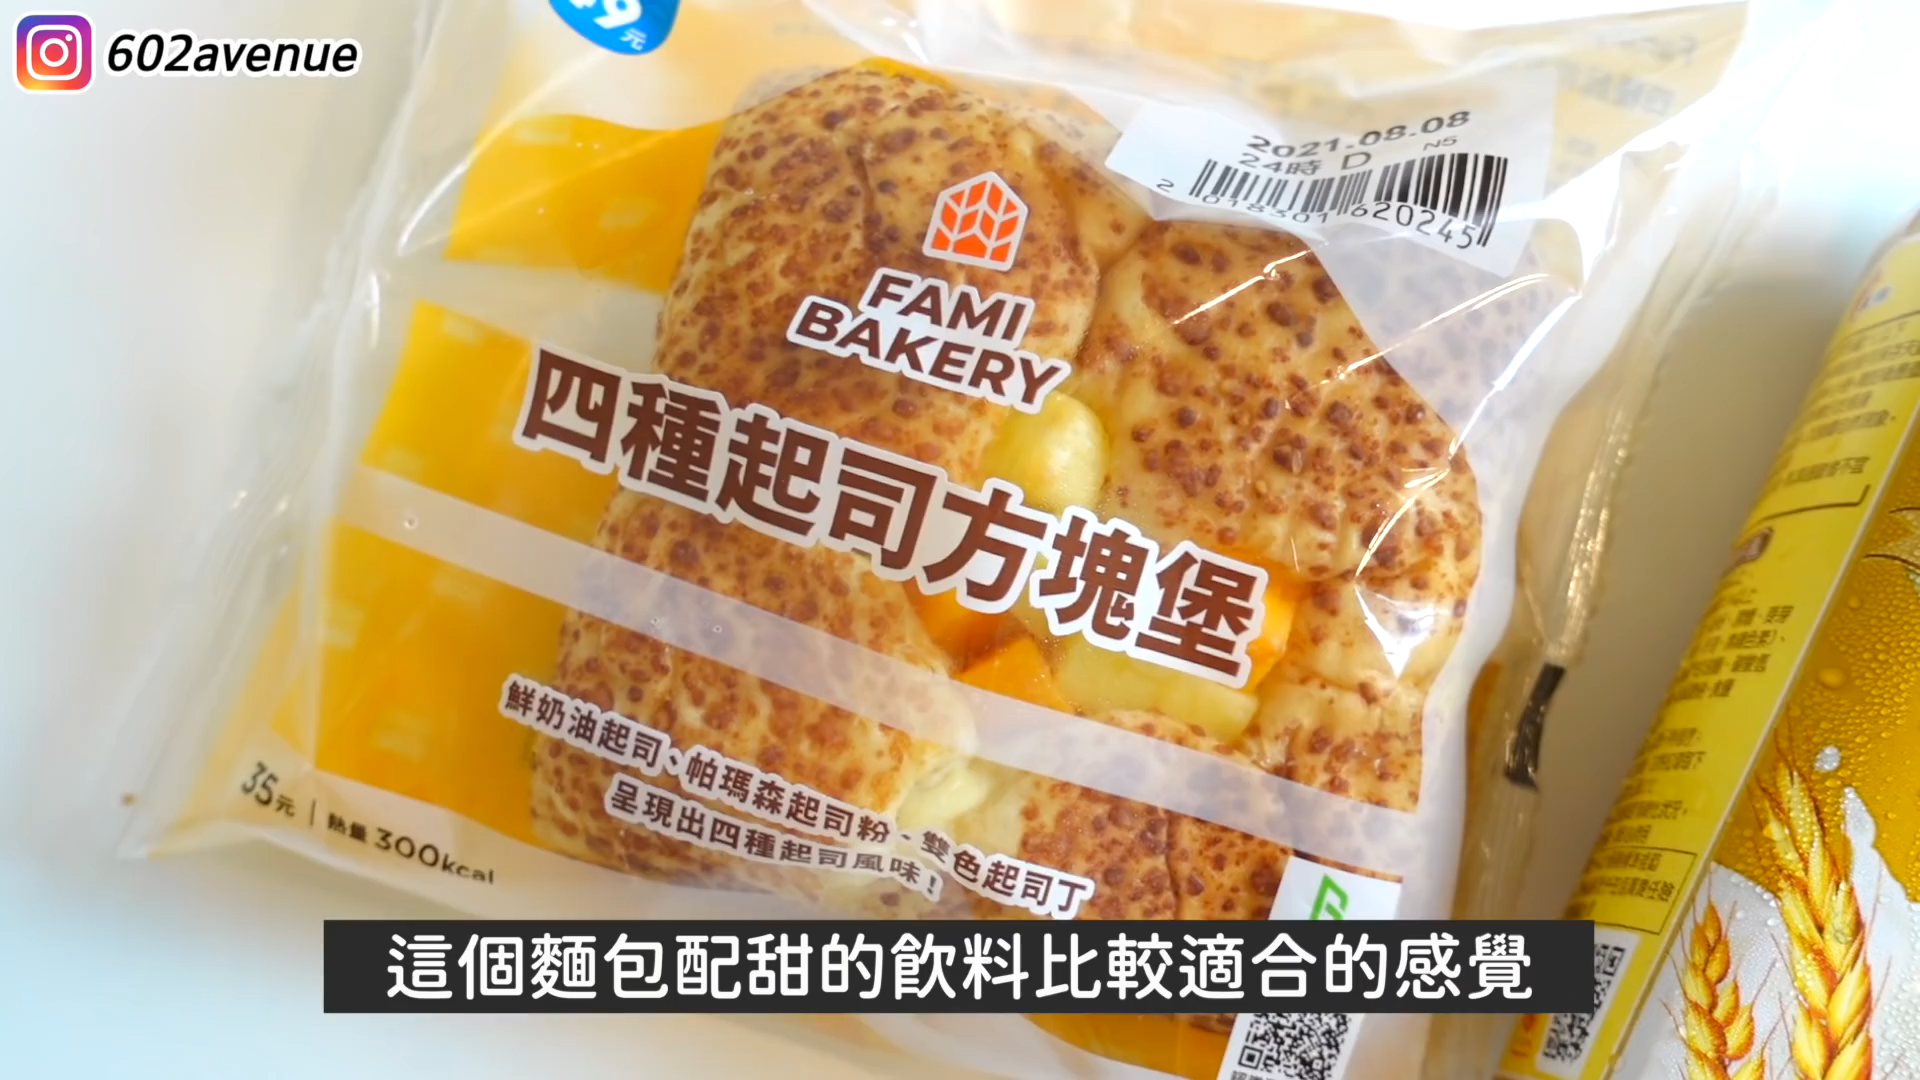 602avenue
9元
2021.08.08
24時 D N5
2 018301 620245
FAMI
BAKERY
四種起司方塊堡
鮮奶油起司、帕瑪森起司粉、雙色起司丁
呈現出四種起司風味！
35元 | 熱量 300kcal
這個麵包配甜的飲料比較適合的感覺